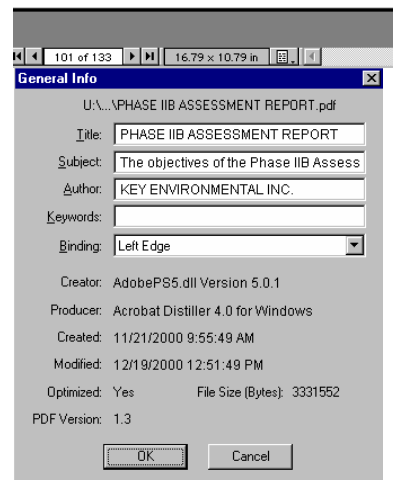 101 of 133 16.79 x 10.79 in
General Info
U:\...\PHASE IIB ASSESSMENT REPORT.pdf
Title: PHASE IIB ASSESSMENT REPORT
Subject: The objectives of the Phase IIB Assess
Author: KEY ENVIRONMENTAL INC.
Keywords:
Binding: Left Edge
Creator: AdobePS5.dll Version 5.0.1
Producer: Acrobat Distiller 4.0 for Windows
Created: 11/21/2000 9:55:49 AM
Modified: 12/19/2000 12:51:49 PM
Optimized: Yes File Size (Bytes): 3331552
PDF Version: 1.3
OK Cancel